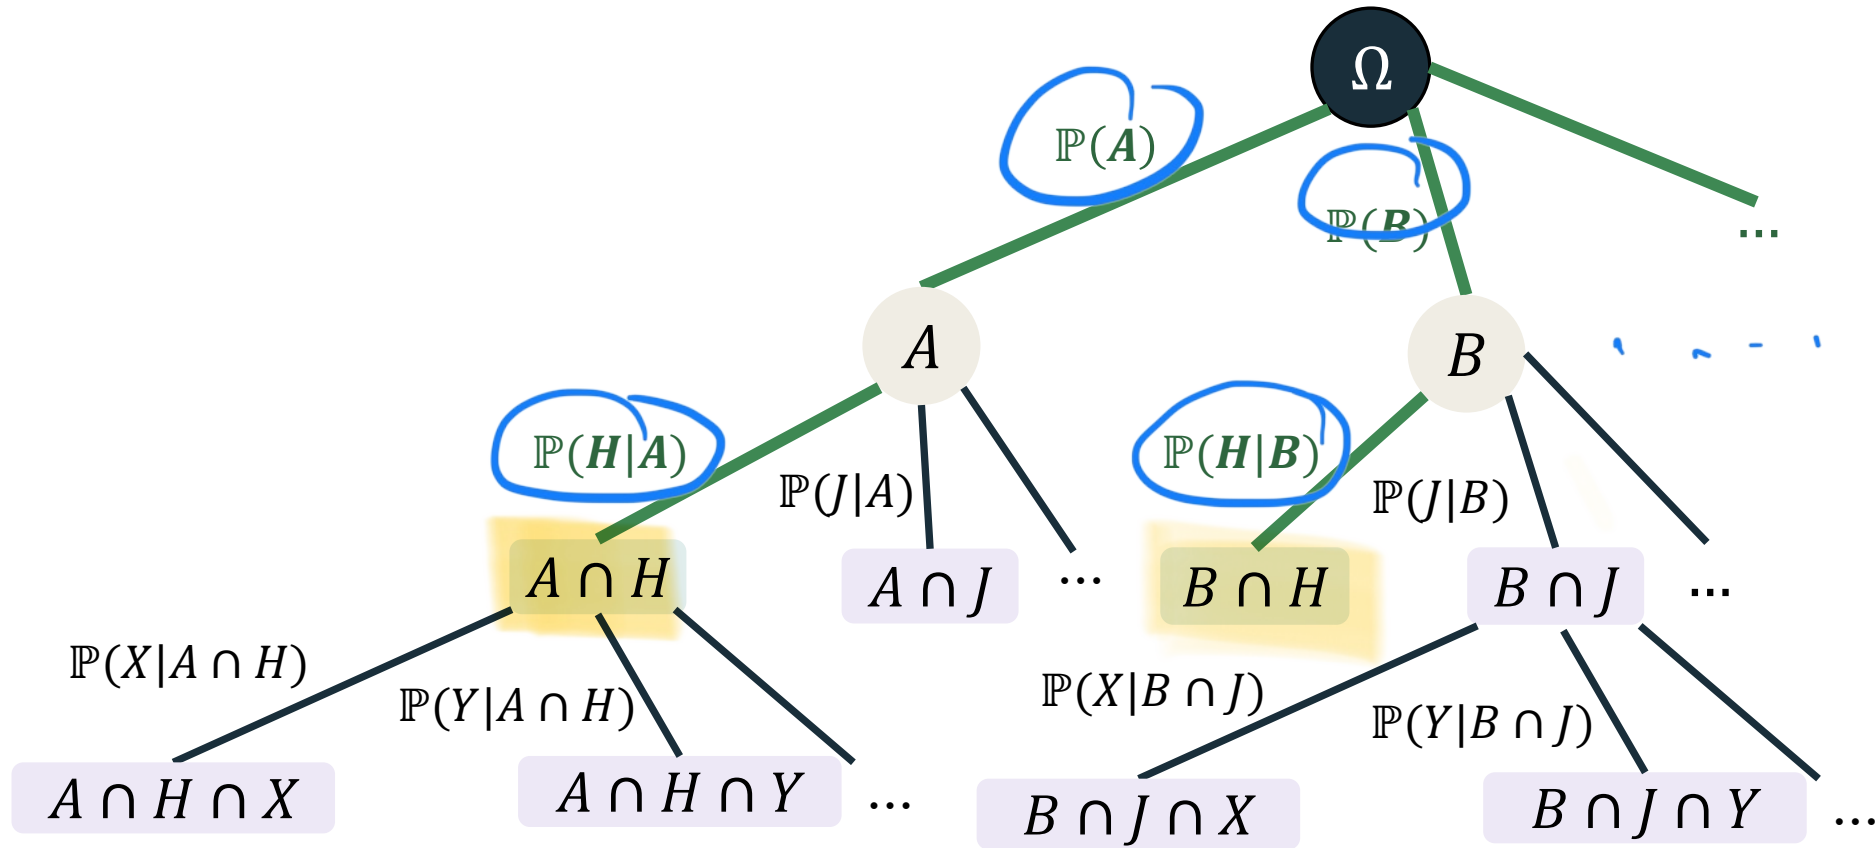 Ω
ℙ(A)
ℙ(B)
...
A
B
ℙ(H|A)
ℙ(J|A)
ℙ(H|B)
ℙ(J|B)
A ∩ H
A ∩ J
...
B ∩ H
B ∩ J
...
ℙ(X|A ∩ H)
ℙ(Y|A ∩ H)
ℙ(X|B ∩ J)
ℙ(Y|B ∩ J)
A ∩ H ∩ X
A ∩ H ∩ Y
...
B ∩ J ∩ X
B ∩ J ∩ Y
...